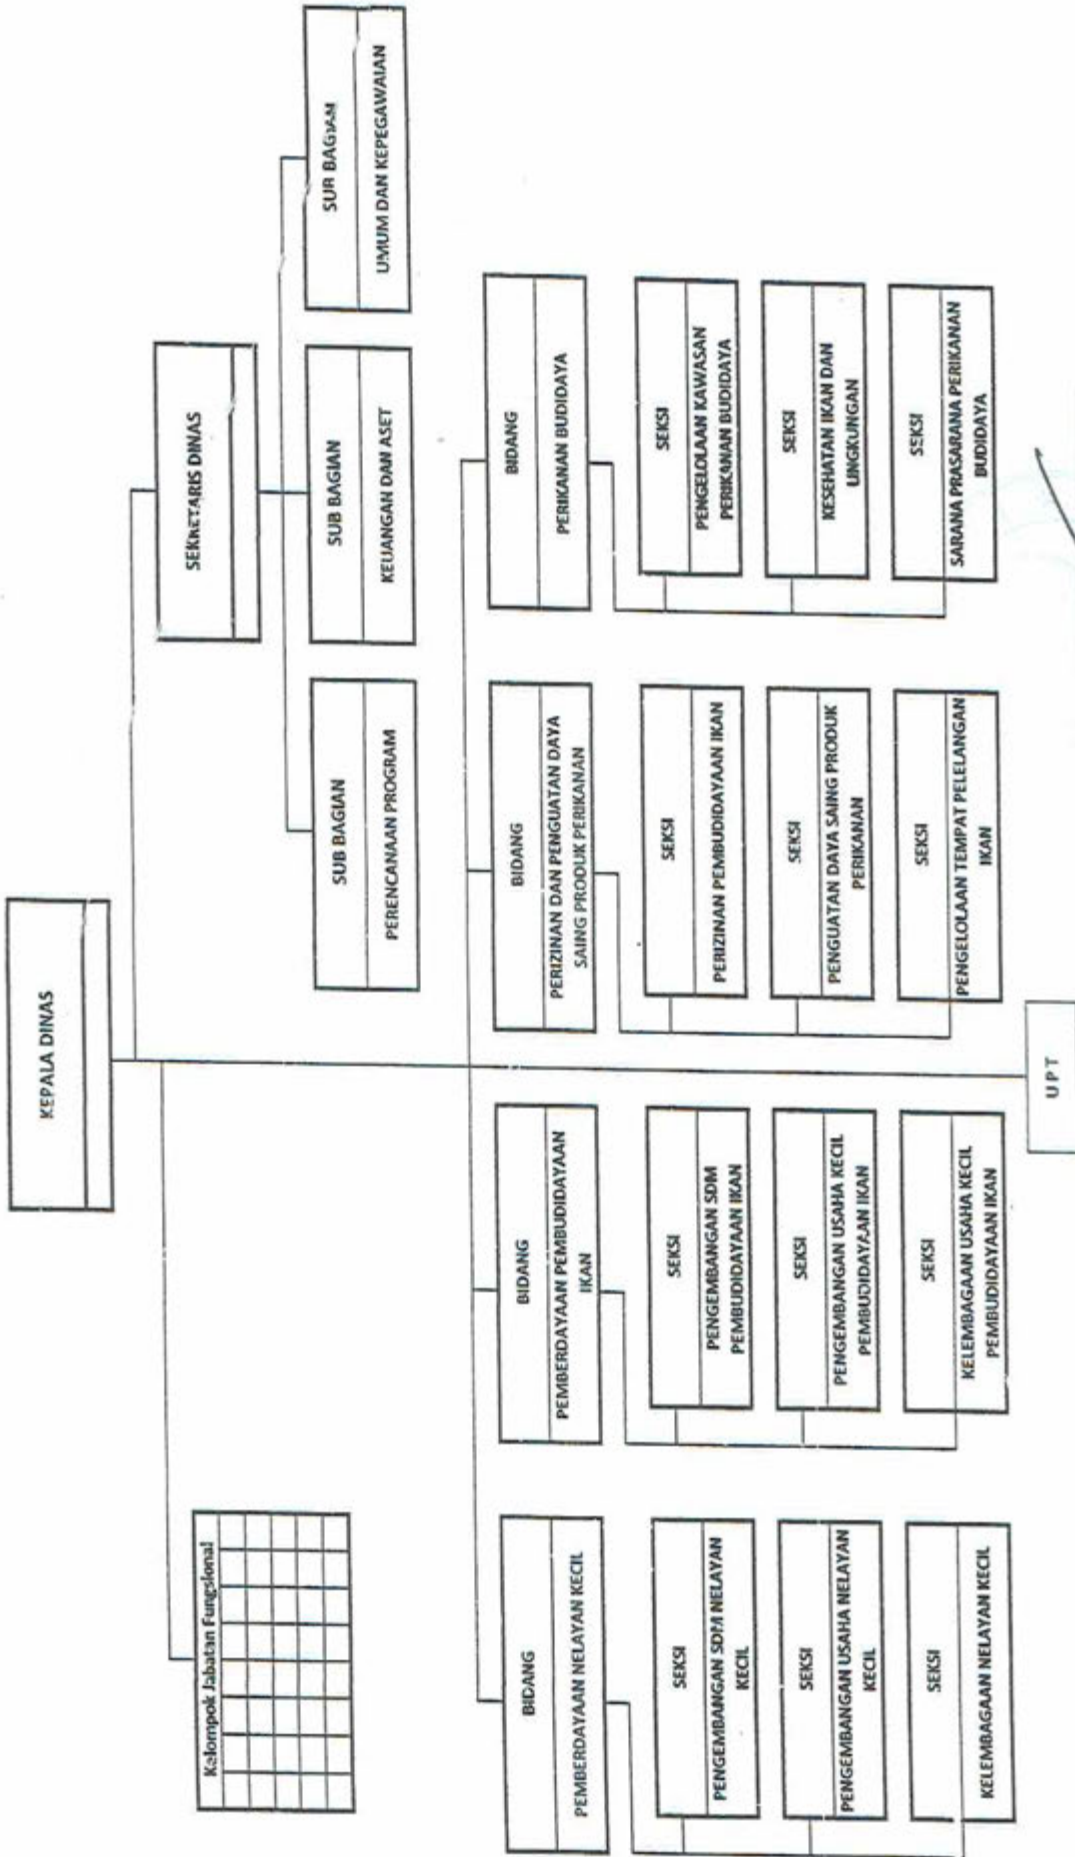 KEPALA DINAS
Kelompok Jabatan Fungsional
SEKRETARIS DINAS
SUB BAGIAN
PERENCANAAN PROGRAM
SUB BAGIAN
KEUANGAN DAN ASET
SUB BAGIAN
UMUM DAN KEPEGAWAIAN
BIDANG
PEMBERDAYAAN NELAYAN KECIL
SEKSI
PENGEMBANGAN SDM NELAYAN
KECIL
SEKSI
PENGEMBANGAN USAHA NELAYAN
KECIL
SEKSI
KELEMBAGAAN NELAYAN KECIL
BIDANG
PEMBERDAYAAN PEMBUDIDAYAAN
IKAN
SEKSI
PENGEMBANGAN SDM
PEMBUDIDAYAAN IKAN
SEKSI
PENGEMBANGAN USAHA KECIL
PEMBUDIDAYAAN IKAN
SEKSI
KELEMBAGAAN USAHA KECIL
PEMBUDIDAYAAN IKAN
BIDANG
PERIZINAN DAN PENGUATAN DAYA
SAING PRODUK PERIKANAN
SEKSI
PERIZINAN PEMBUDIDAYAAN IKAN
SEKSI
PENGUATAN DAYA SAING PRODUK
PERIKANAN
SEKSI
PENGELOLAAN TEMPAT PELELANGAN
IKAN
BIDANG
PERIKANAN BUDIDAYA
SEKSI
PENGELOLAAN KAWASAN
PERIKANAN BUDIDAYA
SEKSI
KESEHATAN IKAN DAN
LINGKUNGAN
SEKSI
SARANA PRASARANA PERIKANAN
BUDIDAYA
UPT